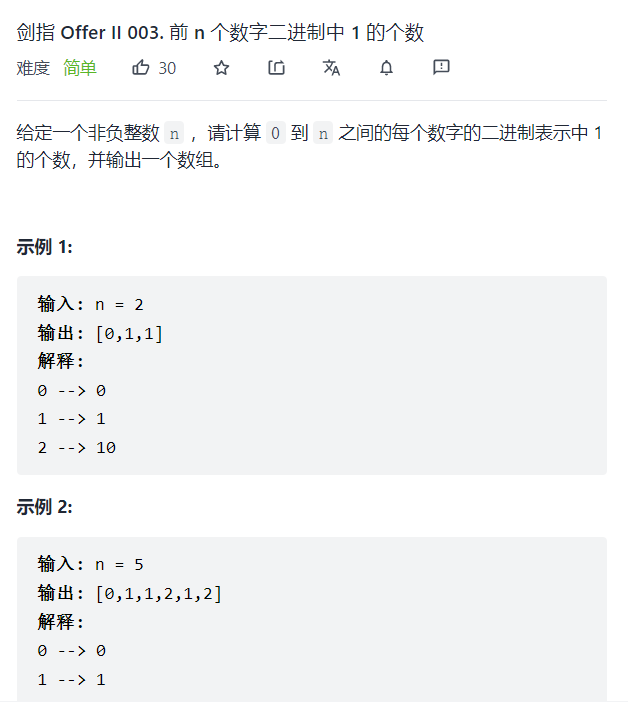 剑指 Offer II 003. 前 n 个数字二进制中 1 的个数
难度 简单 30
给定一个非负整数 n ，请计算 0 到 n 之间的每个数字的二进制表示中 1
的个数，并输出一个数组。
示例 1:
输入: n = 2
输出: [0,1,1]
解释:
0 --> 0
1 --> 1
2 --> 10
示例 2:
输入: n = 5
输出: [0,1,1,2,1,2]
解释:
0 --> 0
1 --> 1